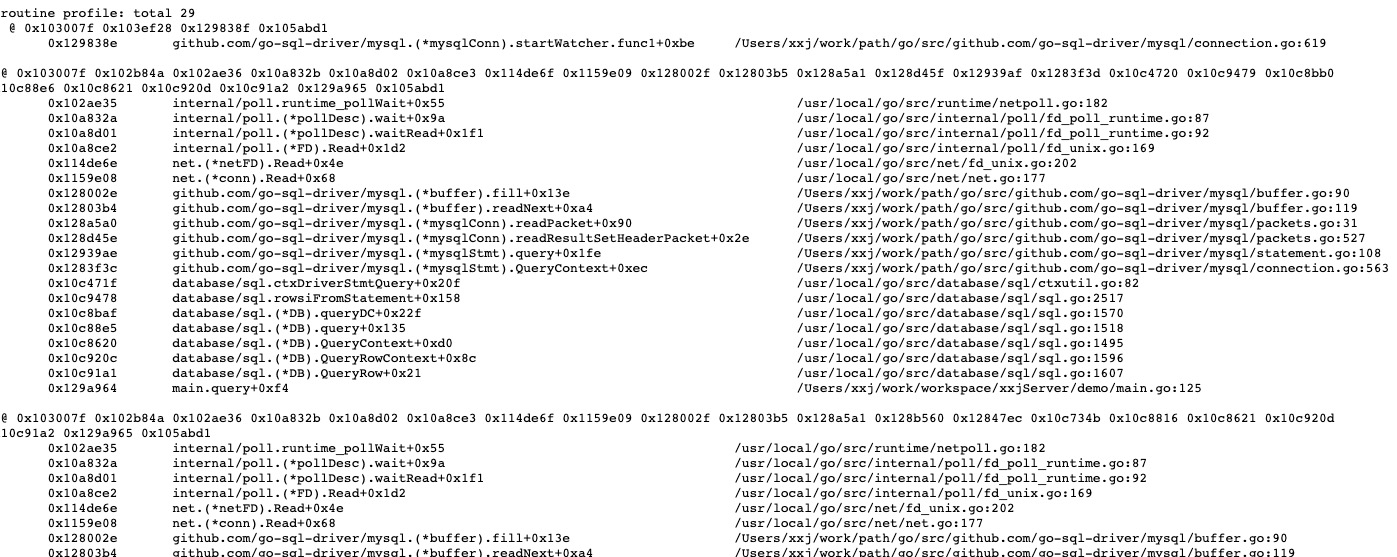 routine profile: total 29
@ 0x103007f 0x103ef28 0x129838f 0x105abd1
0x129838e github.com/go-sql-driver/mysql.(*mysqlConn).startWatcher.func1+0xbe /Users/xxj/work/path/go/src/github.com/go-sql-driver/mysql/connection.go:619
@ 0x103007f 0x102b84a 0x102ae36 0x10a832b 0x10a8d02 0x10a8ce3 0x114de6f 0x1159e09 0x128002f 0x12803b5 0x128a5a1 0x128d45f 0x12939af 0x1283f3d 0x10c4720 0x10c9479 0x10c8bb0
10c88e6 0x10c8621 0x10c920d 0x10c91a2 0x129a965 0x105abd1
0x102ae35 internal/poll.runtime_pollWait+0x55 /usr/local/go/src/runtime/netpoll.go:182
0x10a832a internal/poll.(*pollDesc).wait+0x9a /usr/local/go/src/internal/poll/fd_poll_runtime.go:87
0x10a8d01 internal/poll.(*pollDesc).waitRead+0x1f1 /usr/local/go/src/internal/poll/fd_poll_runtime.go:92
0x10a8ce2 internal/poll.(*FD).Read+0x1d2 /usr/local/go/src/internal/poll/fd_unix.go:169
0x114de6e net.(*netFD).Read+0x4e /usr/local/go/src/net/fd_unix.go:202
0x1159e08 net.(*conn).Read+0x68 /usr/local/go/src/net/net.go:177
0x128002e github.com/go-sql-driver/mysql.(*buffer).fill+0x13e /Users/xxj/work/path/go/src/github.com/go-sql-driver/mysql/buffer.go:90
0x12803b4 github.com/go-sql-driver/mysql.(*buffer).readNext+0xa4 /Users/xxj/work/path/go/src/github.com/go-sql-driver/mysql/buffer.go:119
0x128a5a0 github.com/go-sql-driver/mysql.(*mysqlConn).readPacket+0x90 /Users/xxj/work/path/go/src/github.com/go-sql-driver/mysql/packets.go:31
0x128d45e github.com/go-sql-driver/mysql.(*mysqlConn).readResultSetHeaderPacket+0x2e /Users/xxj/work/path/go/src/github.com/go-sql-driver/mysql/packets.go:527
0x12939ae github.com/go-sql-driver/mysql.(*mysqlStmt).query+0x1fe /Users/xxj/work/path/go/src/github.com/go-sql-driver/mysql/statement.go:108
0x1283f3c github.com/go-sql-driver/mysql.(*mysqlStmt).QueryContext+0xec /Users/xxj/work/path/go/src/github.com/go-sql-driver/mysql/connection.go:563
0x10c471f database/sql.ctxDriverStmtQuery+0x20f /usr/local/go/src/database/sql/ctxutil.go:82
0x10c9478 database/sql.rowsiFromStatement+0x158 /usr/local/go/src/database/sql/sql.go:2517
0x10c8baf database/sql.(*DB).queryDC+0x22f /usr/local/go/src/database/sql/sql.go:1570
0x10c88e5 database/sql.(*DB).query+0x135 /usr/local/go/src/database/sql/sql.go:1518
0x10c8620 database/sql.(*DB).QueryContext+0xd0 /usr/local/go/src/database/sql/sql.go:1495
0x10c920c database/sql.(*DB).QueryRowContext+0x8c /usr/local/go/src/database/sql/sql.go:1596
0x10c91a1 database/sql.(*DB).QueryRow+0x21 /usr/local/go/src/database/sql/sql.go:1607
0x129a964 main.query+0xf4 /Users/xxj/work/workspace/xxjServer/demo/main.go:125
@ 0x103007f 0x102b84a 0x102ae36 0x10a832b 0x10a8d02 0x10a8ce3 0x114de6f 0x1159e09 0x128002f 0x12803b5 0x128a5a1 0x128b560 0x12847ec 0x10c734b 0x10c8816 0x10c8621 0x10c920d
10c91a2 0x129a965 0x105abd1
0x102ae35 internal/poll.runtime_pollWait+0x55 /usr/local/go/src/runtime/netpoll.go:182
0x10a832a internal/poll.(*pollDesc).wait+0x9a /usr/local/go/src/internal/poll/fd_poll_runtime.go:87
0x10a8d01 internal/poll.(*pollDesc).waitRead+0x1f1 /usr/local/go/src/internal/poll/fd_poll_runtime.go:92
0x10a8ce2 internal/poll.(*FD).Read+0x1d2 /usr/local/go/src/internal/poll/fd_unix.go:169
0x114de6e net.(*netFD).Read+0x4e /usr/local/go/src/net/fd_unix.go:202
0x1159e08 net.(*conn).Read+0x68 /usr/local/go/src/net/net.go:177
0x128002e github.com/go-sql-driver/mysql.(*buffer).fill+0x13e /Users/xxj/work/path/go/src/github.com/go-sql-driver/mysql/buffer.go:90
0x12803b4 github.com/go-sql-driver/mysql.(*buffer).readNext+0xa4 /Users/xxj/work/path/go/src/github.com/go-sql-driver/mysql/buffer.go:119